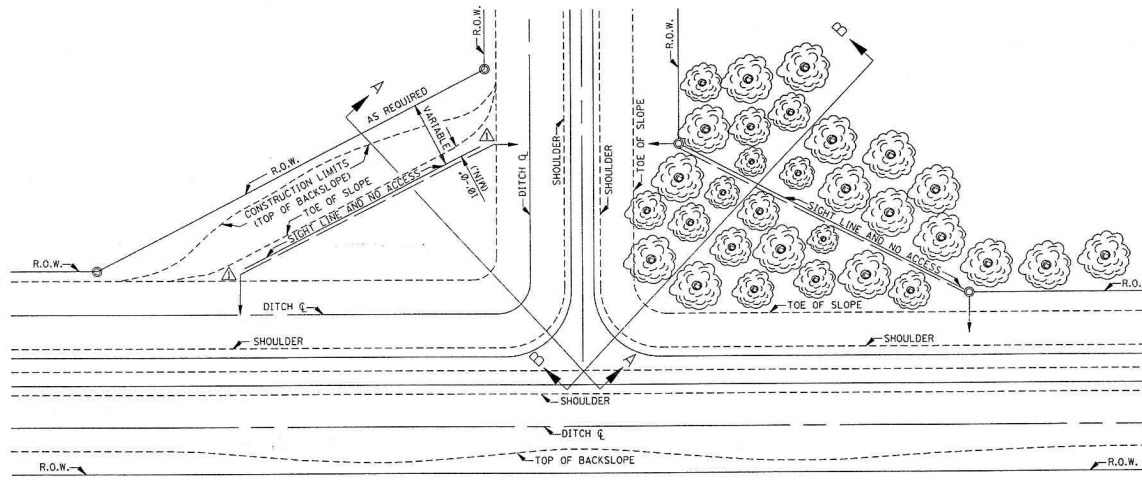 R.O.W.
R.O.W.
A
B
AS REQUIRED
VARIABLE
R.O.W.
CONSTRUCTION LIMITS
(TOP OF BACKSLOPE)
TOE OF SLOPE
SIGHT LINE AND NO ACCESS
10'-0"
(MIN)
1
1
DITCH ℄
SHOULDER
SHOULDER
TOE OF SLOPE
SIGHT LINE AND NO ACCESS
R.O.W.
R.O.
DITCH ℄
TOE OF SLOPE
SHOULDER
SHOULDER
B
A
SHOULDER
DITCH ℄
TOP OF BACKSLOPE
R.O.W.
R.O.W.